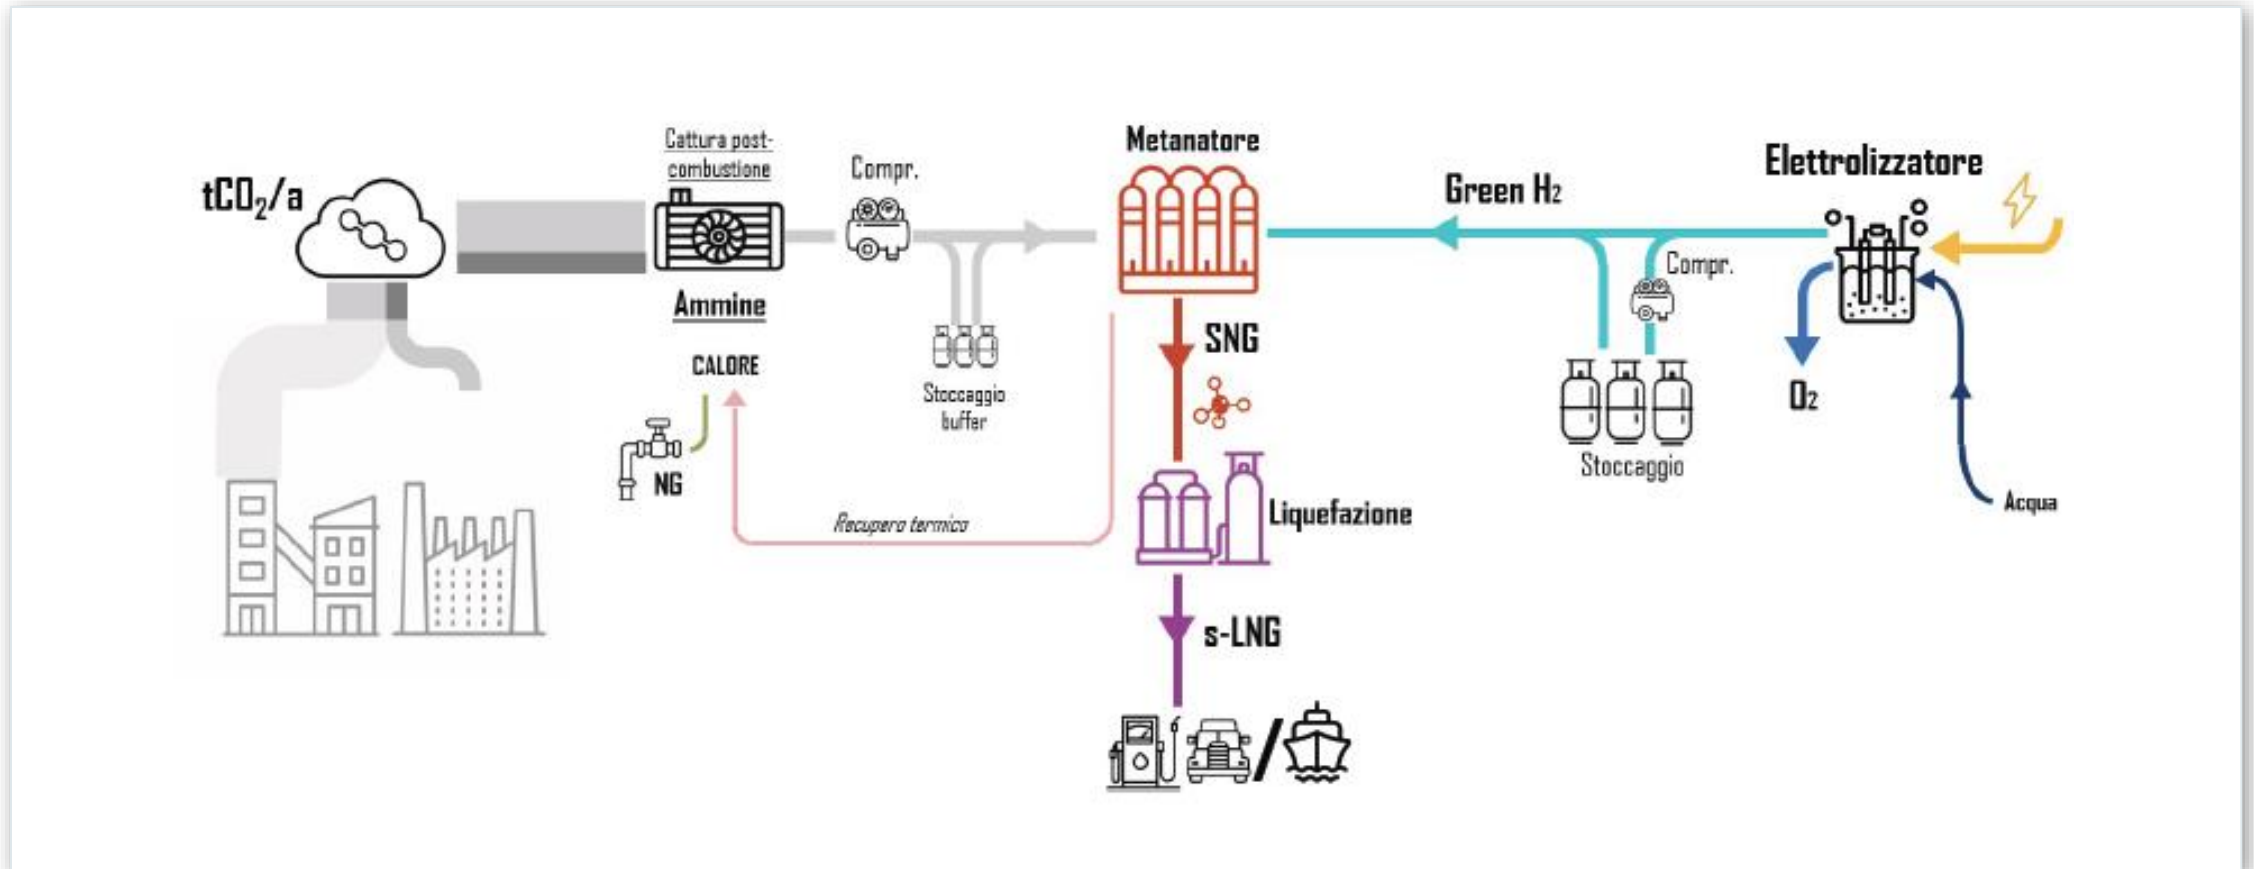 tCO₂/a
Cattura post-
combustione
Ammine
Compr.
Stoccaggio
buffer
CALORE
NG
Recupero termico
Metanatore
SNG
Liquefazione
s-LNG
Green H₂
Elettrolizzatore
Compr.
Stoccaggio
O₂
Acqua